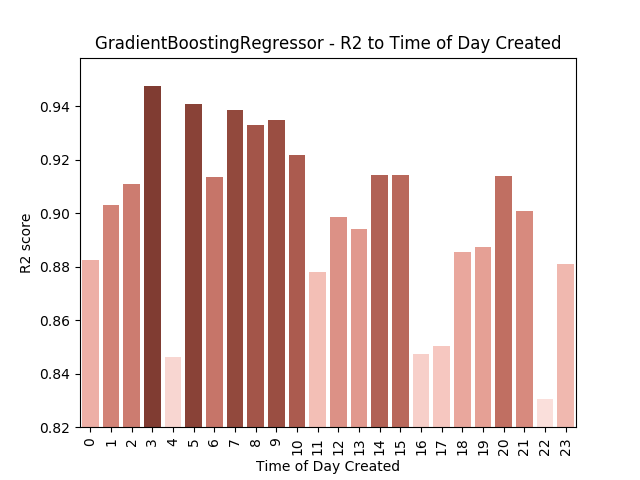 GradientBoostingRegressor - R2 to Time of Day Created
0.94
0.92
0.90
0.88
0.86
0.84
0.82
R2 score
0 1 2 3 4 5 6 7 8 9 10 11 12 13 14 15 16 17 18 19 20 21 22 23
Time of Day Created